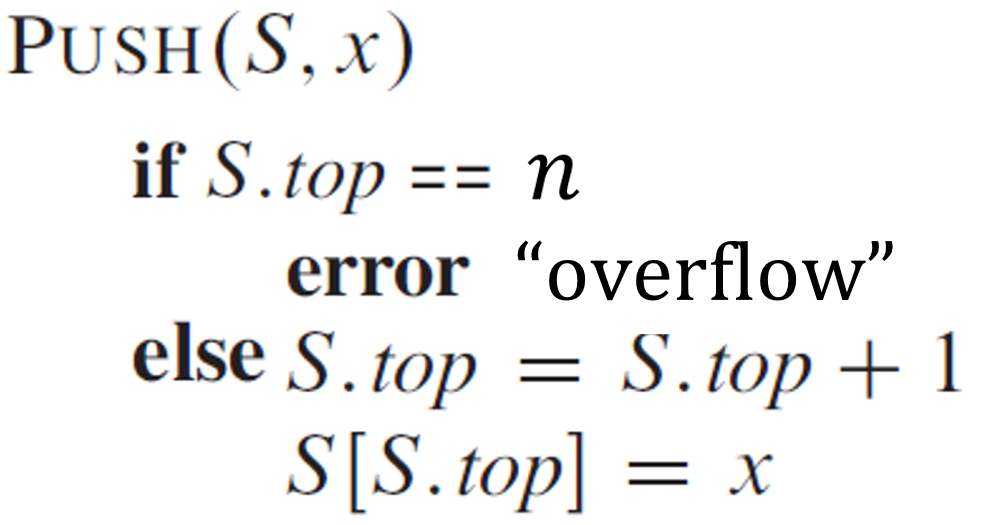 PUSH(S, x)
if S.top == n
error “overflow”
else S.top = S.top + 1
S[S.top] = x